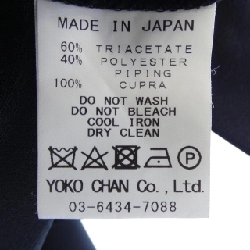 MADE IN JAPAN
60% TRIACETATE
40% POLYESTER
PIPING
100% CUPRA
DO NOT WASH
DO NOT BLEACH
COOL IRON
DRY CLEAN
YOKO CHAN Co., Ltd.
03-6434-7088